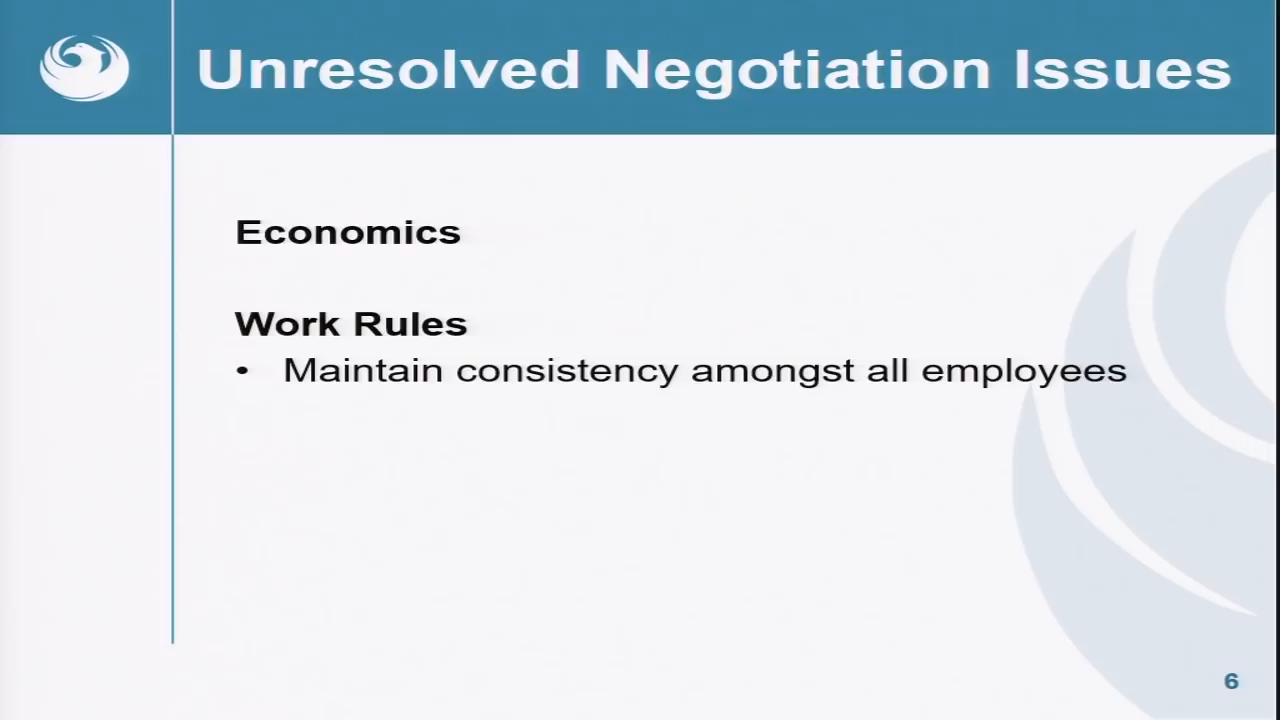 Unresolved Negotiation Issues
Economics
Work Rules
• Maintain consistency amongst all employees
6